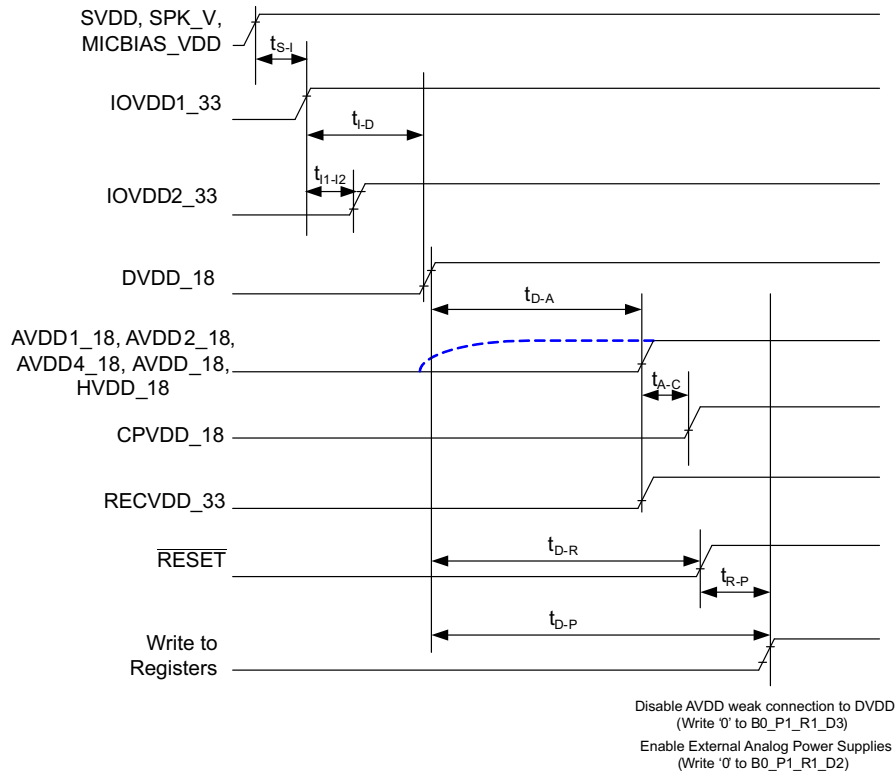 SVDD, SPK_V,
MICBIAS_VDD
tS-I
IOVDD1_33
tI-D
tI1-I2
IOVDD2_33
DVDD_18
tD-A
AVDD1_18, AVDD2_18,
AVDD4_18, AVDD_18,
HVDD_18
tA-C
CPVDD_18
RECVDD_33
tD-R
RESET
tR-P
tD-P
Write to
Registers
Disable AVDD weak connection to DVDD
(Write '0' to B0_P1_R1_D3)
Enable External Analog Power Supplies
(Write '0' to B0_P1_R1_D2)